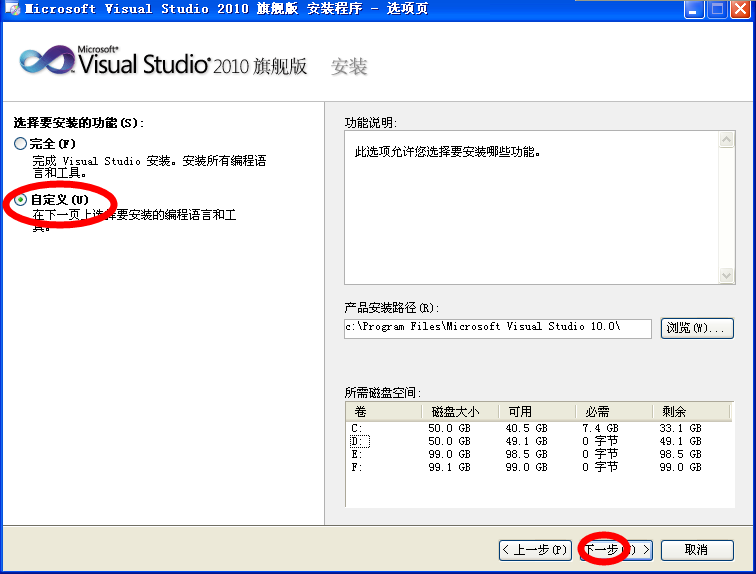 Microsoft Visual Studio 2010 旗舰版 安装程序 - 选项页
Microsoft®
Visual Studio® 2010 旗舰版 安装
选择要安装的功能(S):
完全(F)
完成 Visual Studio 安装。安装所有编程语
言和工具。
自定义(U)
在下一页上选择要安装的编程语言和工
具。
功能说明:
此选项允许您选择要安装哪些功能。
产品安装路径(R):
c:\Program Files\Microsoft Visual Studio 10.0\
浏览(W)...
所需磁盘空间:
卷 磁盘大小 可用 必需 剩余
C: 50.0 GB 40.5 GB 7.4 GB 33.1 GB
D: 50.0 GB 49.1 GB 0 字节 49.1 GB
E: 99.0 GB 98.5 GB 0 字节 98.5 GB
F: 99.1 GB 99.0 GB 0 字节 99.0 GB
< 上一步(P) 下一步 > 取消